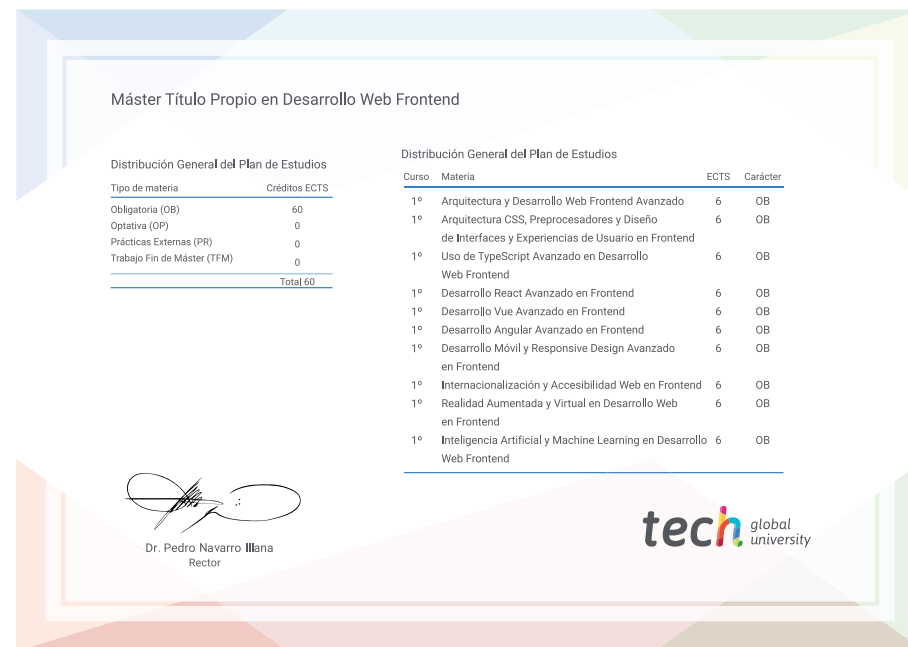 Máster Título Propio en Desarrollo Web Frontend
Distribución General del Plan de Estudios
Tipo de materia Créditos ECTS
Obligatoria (OB) 60
Optativa (OP) 0
Prácticas Externas (PR) 0
Trabajo Fin de Máster (TFM) 0
Total 60
Distribución General del Plan de Estudios
Curso Materia ECTS Carácter
1º Arquitectura y Desarrollo Web Frontend Avanzado 6 OB
1º Arquitectura CSS, Preprocesadores y Diseño 6 OB
de Interfaces y Experiencias de Usuario en Frontend
1º Uso de TypeScript Avanzado en Desarrollo 6 OB
Web Frontend
1º Desarrollo React Avanzado en Frontend 6 OB
1º Desarrollo Vue Avanzado en Frontend 6 OB
1º Desarrollo Angular Avanzado en Frontend 6 OB
1º Desarrollo Móvil y Responsive Design Avanzado 6 OB
en Frontend
1º Internacionalización y Accesibilidad Web en Frontend 6 OB
1º Realidad Aumentada y Virtual en Desarrollo Web 6 OB
en Frontend
1º Inteligencia Artificial y Machine Learning en Desarrollo 6 OB
Web Frontend
Dr. Pedro Navarro Illana
Rector
tech global
university